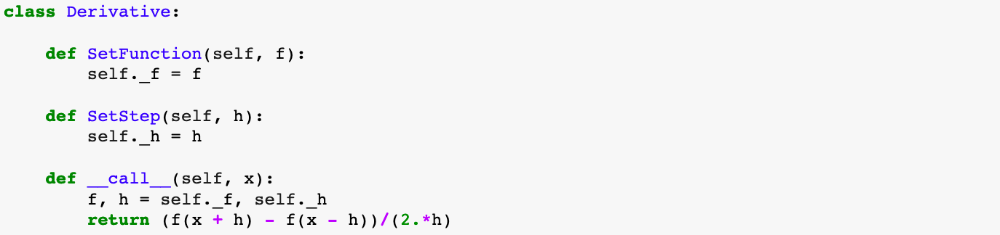 class Derivative:
    def SetFunction(self, f):
        self._f = f
    def SetStep(self, h):
        self._h = h
    def __call__(self, x):
        f, h = self._f, self._h
        return (f(x + h) - f(x - h))/(2.*h)